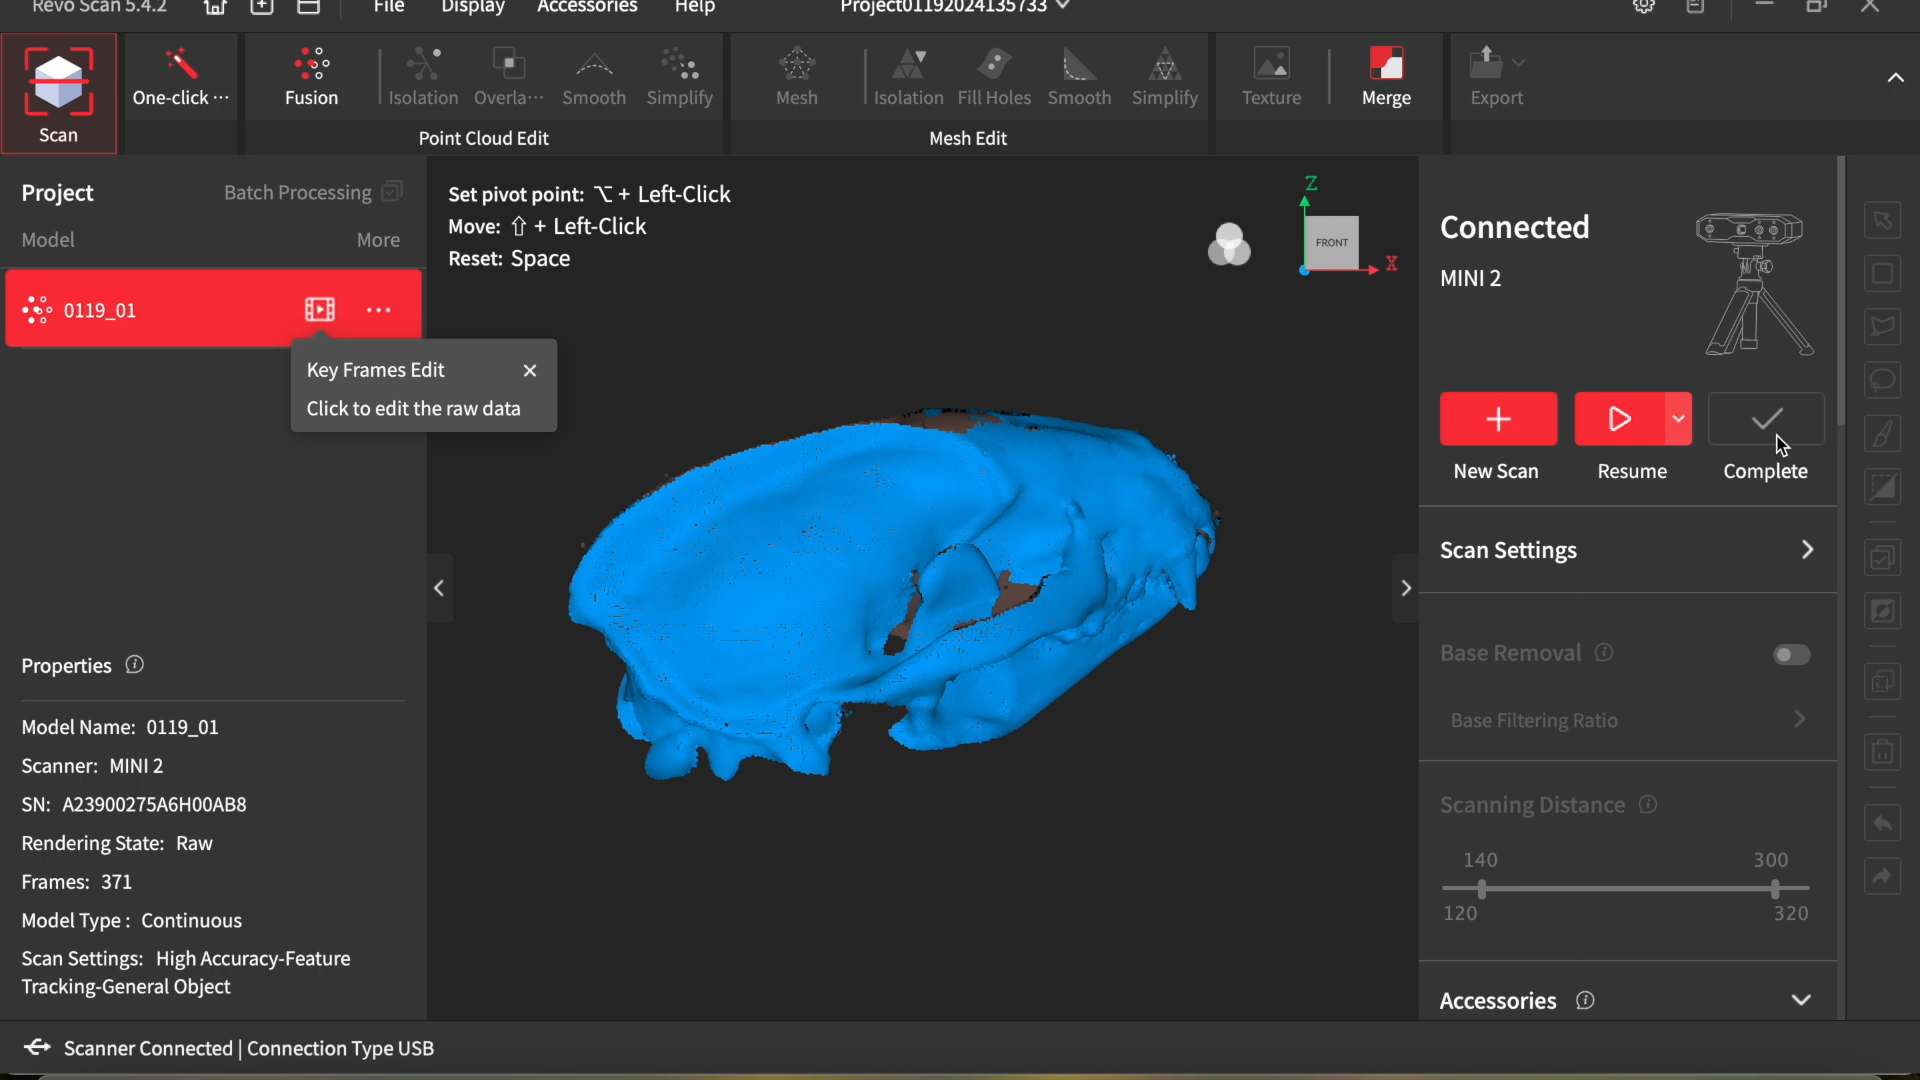 Revo Scan 5.4.2
File Display Accessories Help
Project01192024135733
Scan
One-click ···
Fusion
Isolation
Overla···
Smooth
Simplify
Point Cloud Edit
Mesh
Isolation
Fill Holes
Smooth
Simplify
Mesh Edit
Texture
Merge
Export
Project
Batch Processing
Model
More
0119_01
Key Frames Edit
Click to edit the raw data
Properties
Model Name: 0119_01
Scanner: MINI 2
SN: A23900275A6H00AB8
Rendering State: Raw
Frames: 371
Model Type : Continuous
Scan Settings: High Accuracy-Feature
Tracking-General Object
Set pivot point: ⌥ + Left-Click
Move: ⇧ + Left-Click
Reset: Space
Z
FRONT
X
Connected
MINI 2
New Scan
Resume
Complete
Scan Settings
Base Removal
Base Filtering Ratio
Scanning Distance
140 300
120 320
Accessories
Scanner Connected | Connection Type USB